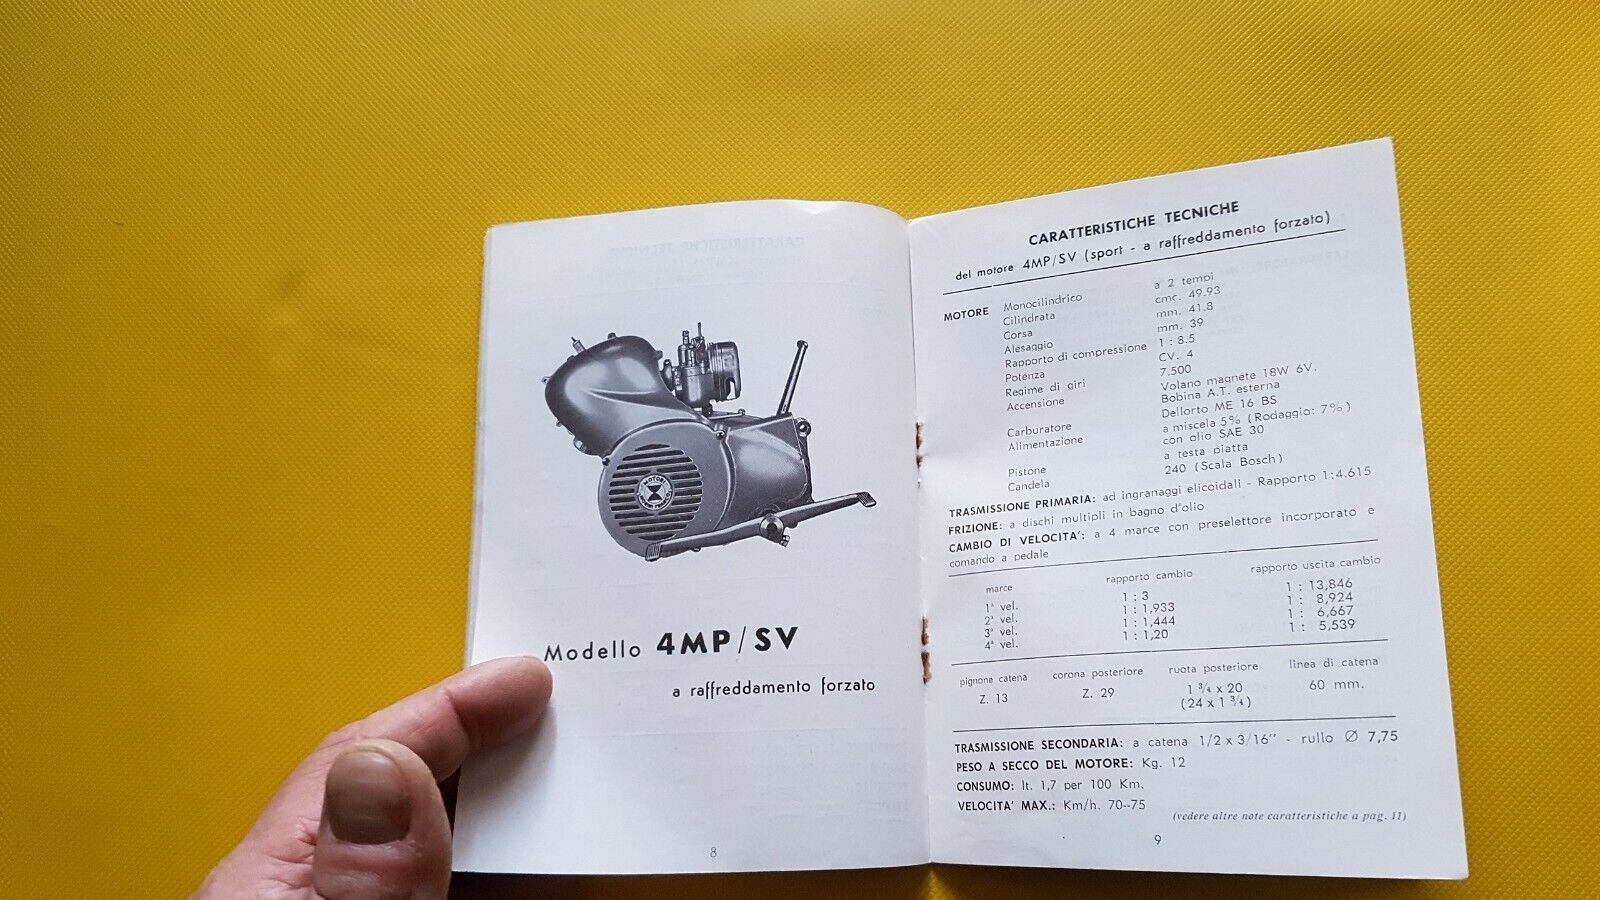 Modello 4MP/SV
a raffreddamento forzato
8
CARATTERISTICHE TECNICHE
del motore 4MP/SV (sport - a raffreddamento forzato)
MOTORE Monocilindrico a 2 tempi
Cilindrata cmc. 49.93
Corsa mm. 41.8
Alesaggio mm. 39
Rapporto di compressione 1 : 8.5
Potenza CV. 4
Regime di giri 7.500
Accensione Volano magnete 18W 6V.
Bobina A.T. esterna
Carburatore Dellorto ME 16 BS
Alimentazione a miscela 5% (Rodaggio: 7%)
con olio SAE 30
Pistone a testa piatta
Candela 240 (Scala Bosch)
TRASMISSIONE PRIMARIA: ad ingranaggi elicoidali - Rapporto 1:4.615
FRIZIONE: a dischi multipli in bagno d'olio
CAMBIO DI VELOCITA': a 4 marce con preselettore incorporato e
comando a pedale
marce rapporto cambio rapporto uscita cambio
1ª vel. 1 : 3 1 : 13,846
2ª vel. 1 : 1,933 1 : 8,924
3ª vel. 1 : 1,444 1 : 6,667
4ª vel. 1 : 1,20 1 : 5,539
pignone catena corona posteriore ruota posteriore linea di catena
Z. 13 Z. 29 1 3/4 x 20 60 mm.
(24 x 1 3/4)
TRASMISSIONE SECONDARIA: a catena 1/2 x 3/16" - rullo Ø 7,75
PESO A SECCO DEL MOTORE: Kg. 12
CONSUMO: lt. 1,7 per 100 Km.
VELOCITA' MAX.: Km/h. 70-75
(vedere altre note caratteristiche a pag. 11)
9